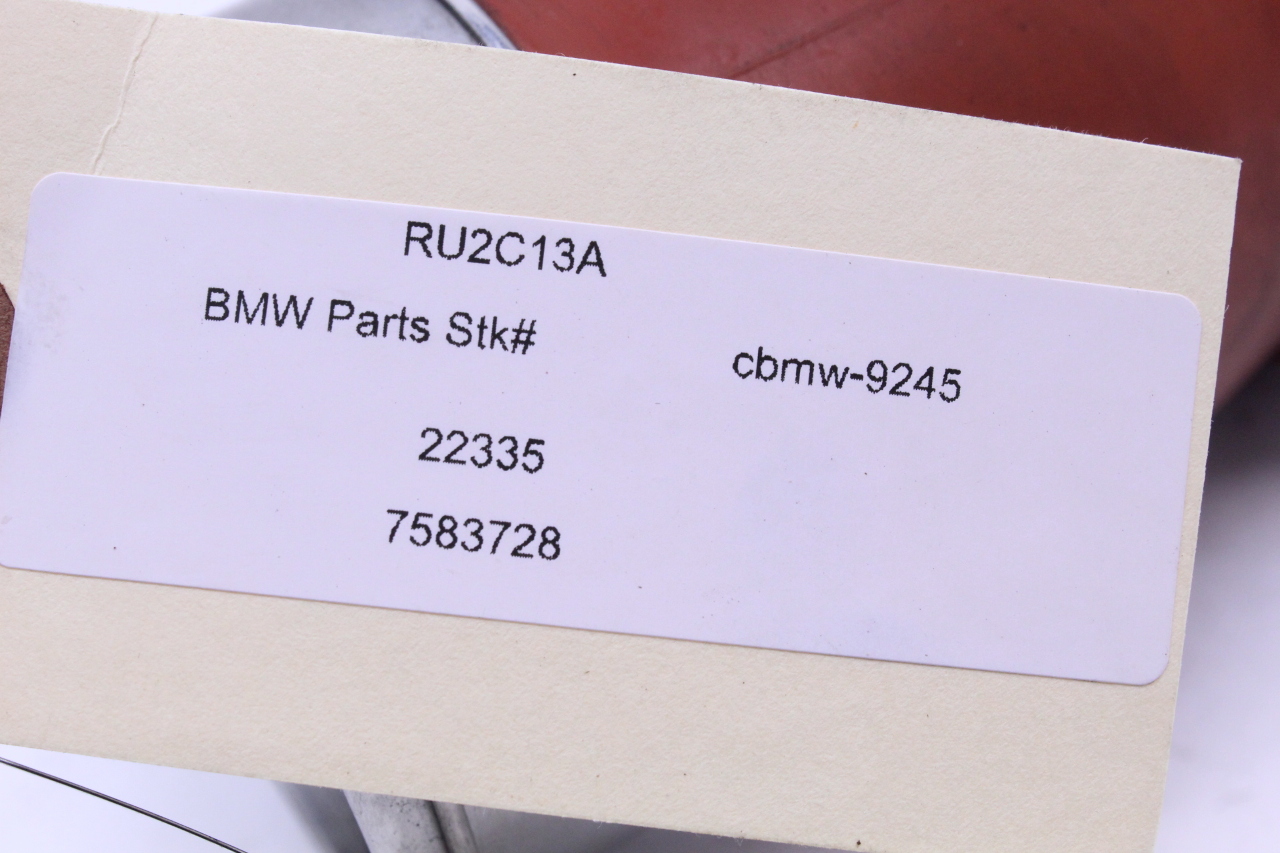 RU2C13A
BMW Parts Stk# cbmw-9245
22335
7583728